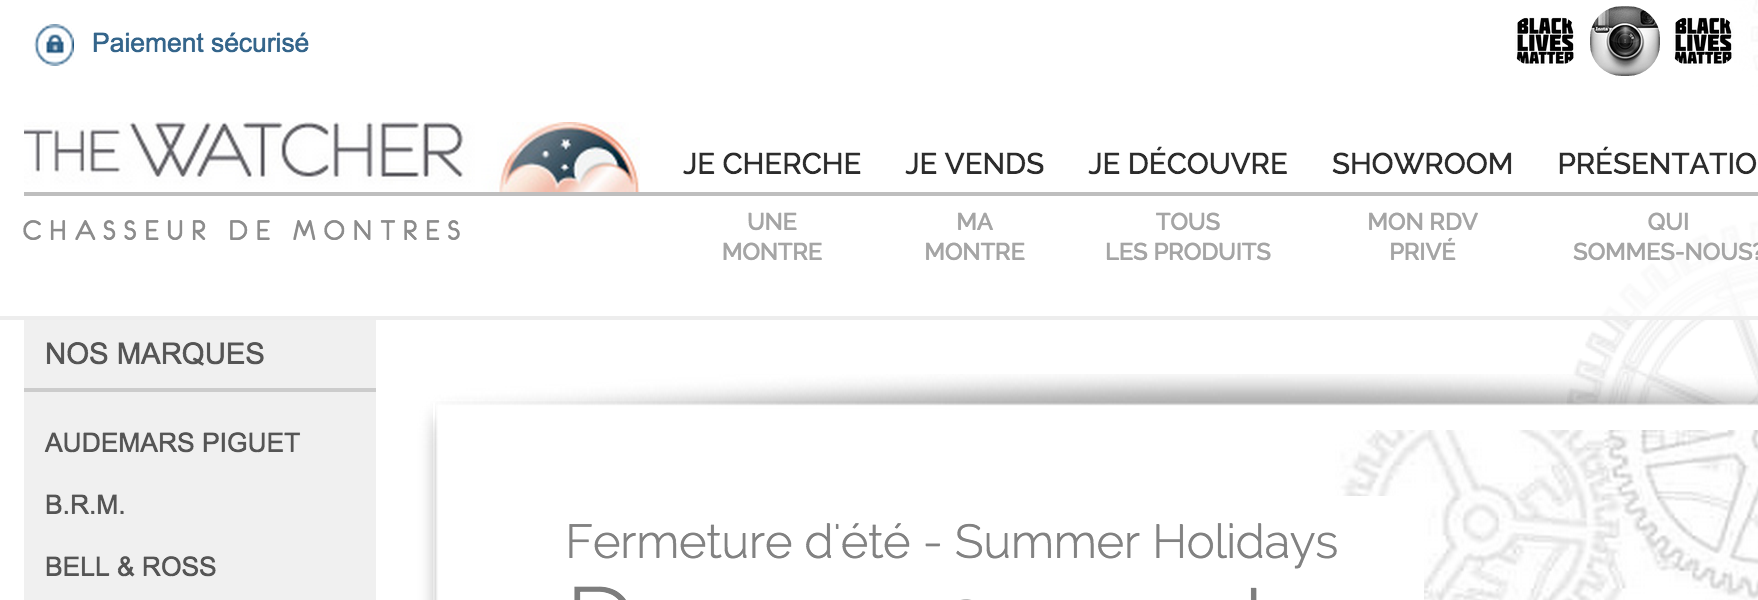 Paiement sécurisé
BLACK LIVES MATTER
BLACK LIVES MATTER
THE WATCHER
CHASSEUR DE MONTRES
JE CHERCHE
UNE
MONTRE
JE VENDS
MA
MONTRE
JE DÉCOUVRE
TOUS
LES PRODUITS
SHOWROOM
MON RDV
PRIVÉ
PRÉSENTATIO
QUI
SOMMES-NOUS?
NOS MARQUES
AUDEMARS PIGUET
B.R.M.
BELL & ROSS
Fermeture d'été - Summer Holidays